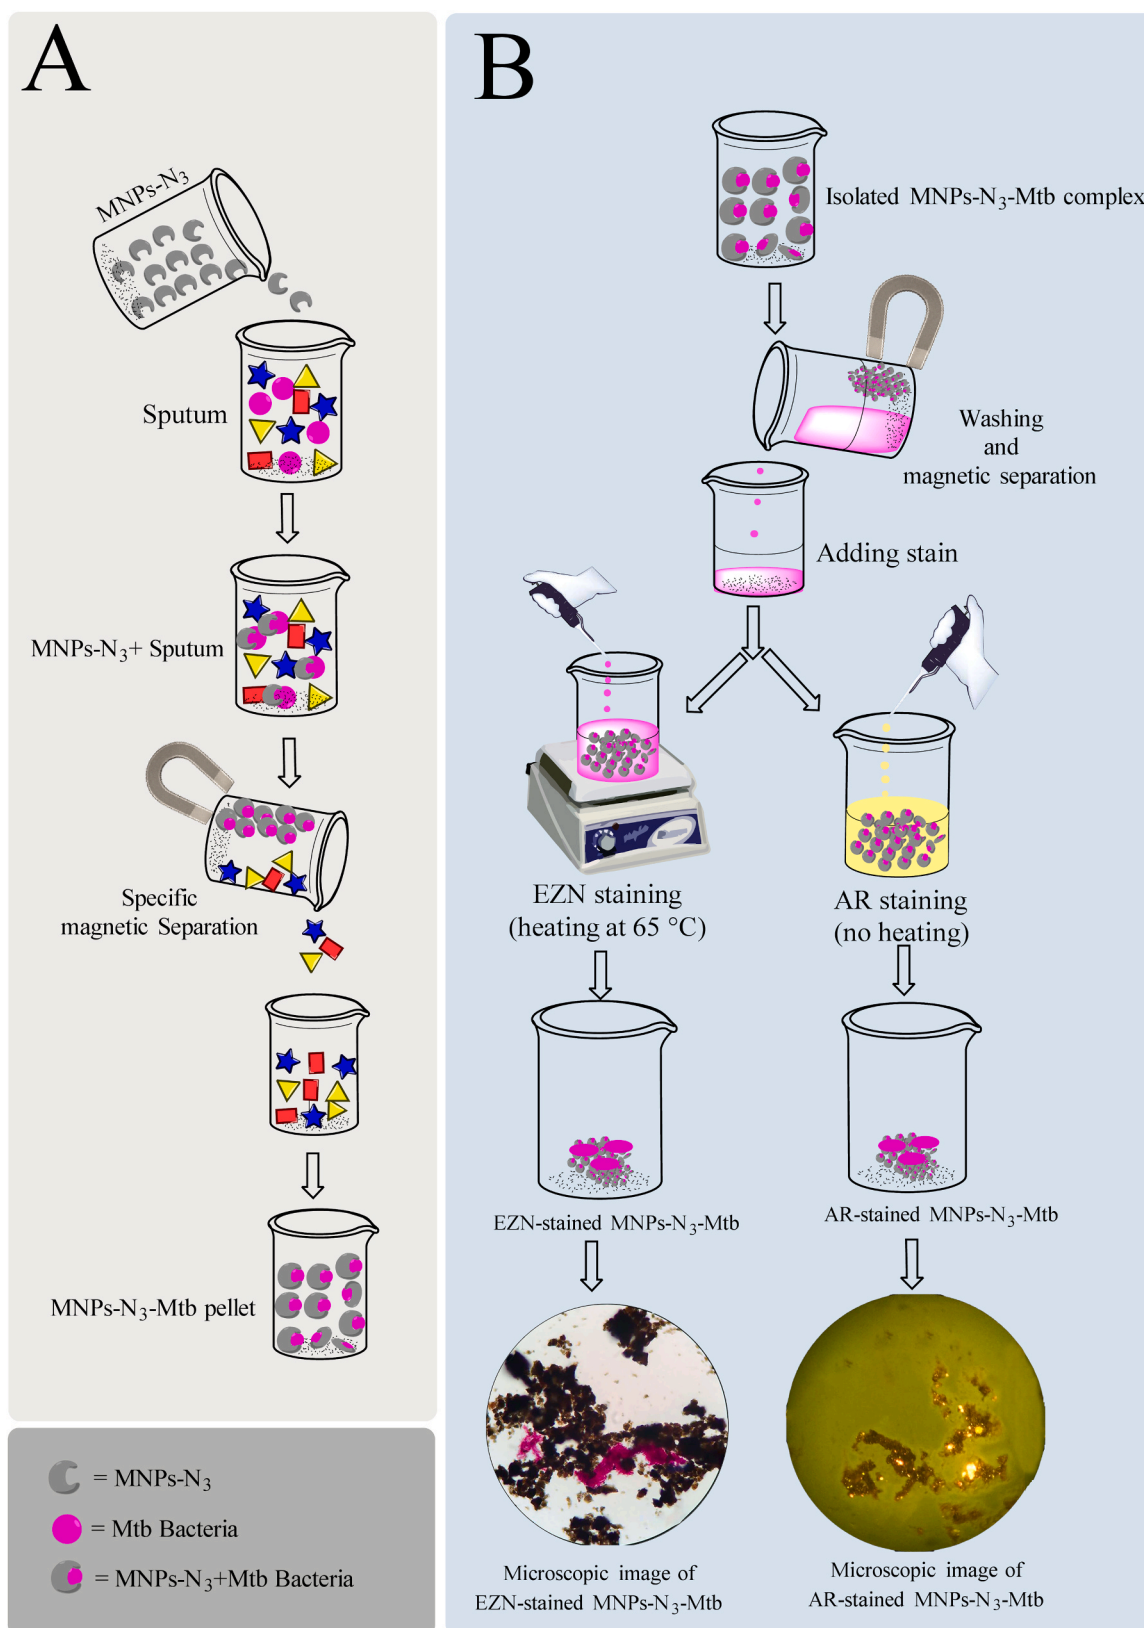 A
MNPs-N₃
Sputum
MNPs-N₃+ Sputum
Specific
magnetic Separation
MNPs-N₃-Mtb pellet
= MNPs-N₃
= Mtb Bacteria
= MNPs-N₃+Mtb Bacteria
B
Isolated MNPs-N₃-Mtb complex
Washing
and
magnetic separation
Adding stain
EZN staining
(heating at 65 °C)
AR staining
(no heating)
EZN-stained MNPs-N₃-Mtb
AR-stained MNPs-N₃-Mtb
Microscopic image of
EZN-stained MNPs-N₃-Mtb
Microscopic image of
AR-stained MNPs-N₃-Mtb